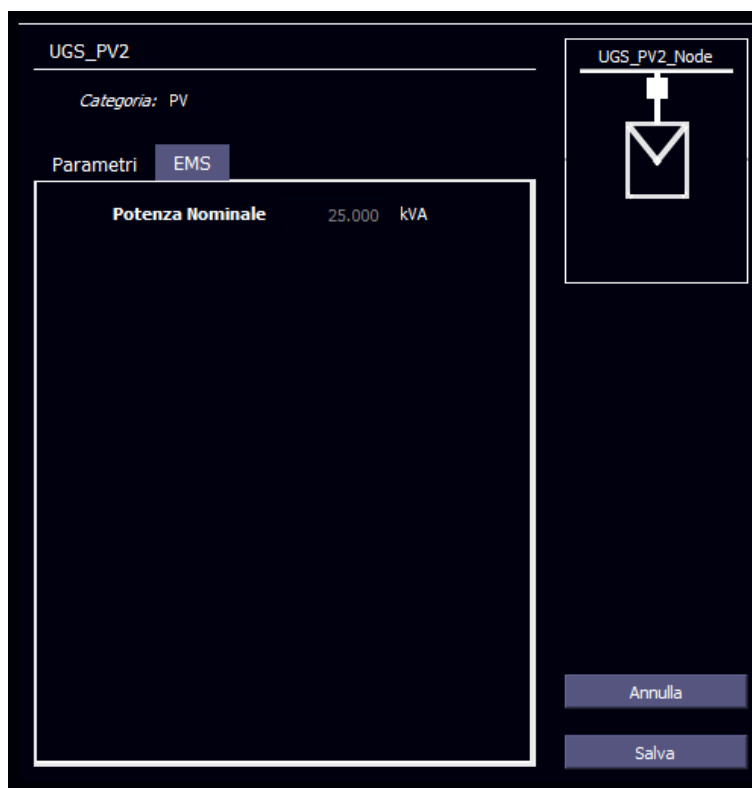 UGS_PV2
UGS_PV2_Node
Categoria: PV
Parametri EMS
Potenza Nominale 25.000 kVA
Annulla
Salva